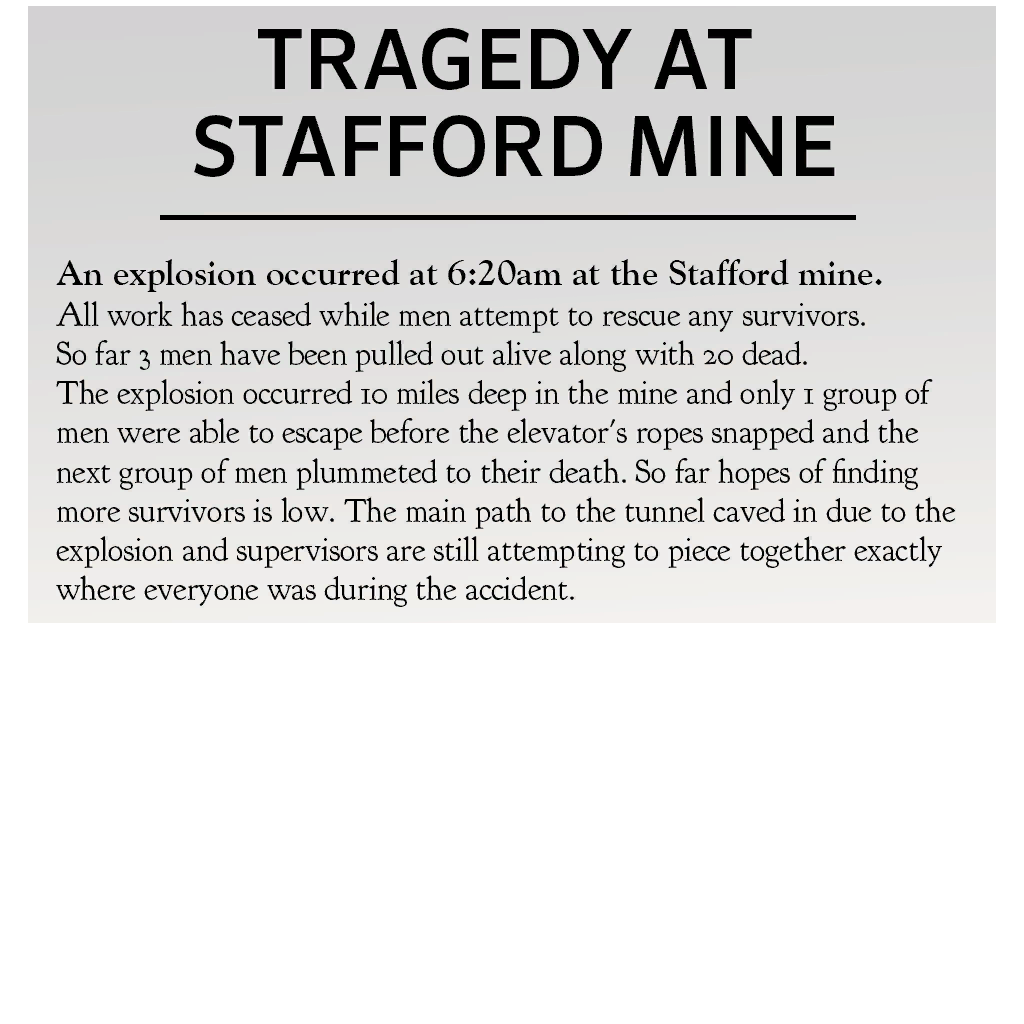 TRAGEDY AT
STAFFORD MINE
An explosion occurred at 6:20am at the Stafford mine.
All work has ceased while men attempt to rescue any survivors.
So far 3 men have been pulled out alive along with 20 dead.
The explosion occurred 10 miles deep in the mine and only 1 group of
men were able to escape before the elevator's ropes snapped and the
next group of men plummeted to their death. So far hopes of finding
more survivors is low. The main path to the tunnel caved in due to the
explosion and supervisors are still attempting to piece together exactly
where everyone was during the accident.